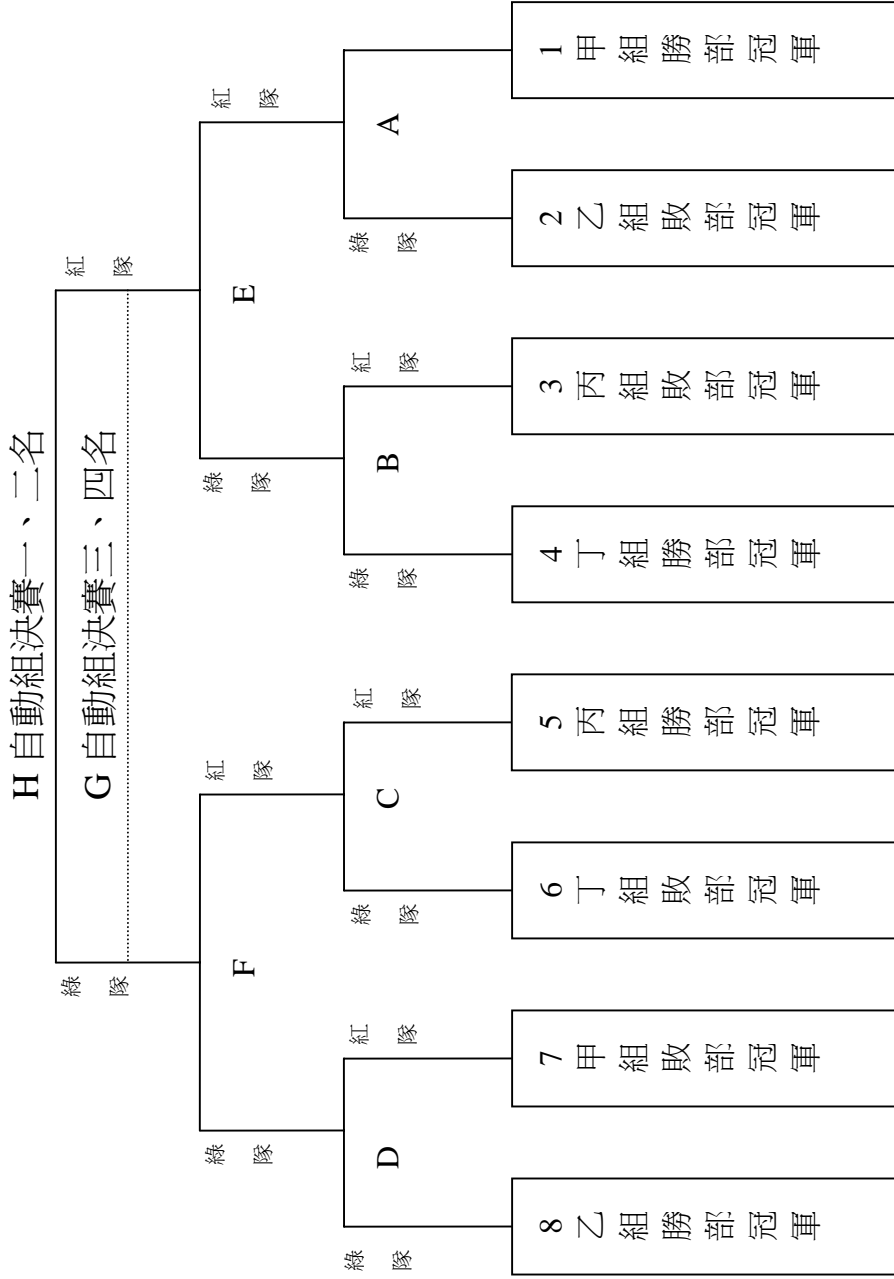 H 自動組決賽一、二名
G 自動組決賽三、四名
紅隊
綠隊
E
紅隊
綠隊
F
紅隊
綠隊
A
紅隊
綠隊
B
紅隊
綠隊
C
紅隊
綠隊
D
紅隊
綠隊
1 甲組勝部冠軍
2 乙組敗部冠軍
3 丙組敗部冠軍
4 丁組勝部冠軍
5 丙組勝部冠軍
6 丁組敗部冠軍
7 甲組敗部冠軍
8 乙組勝部冠軍